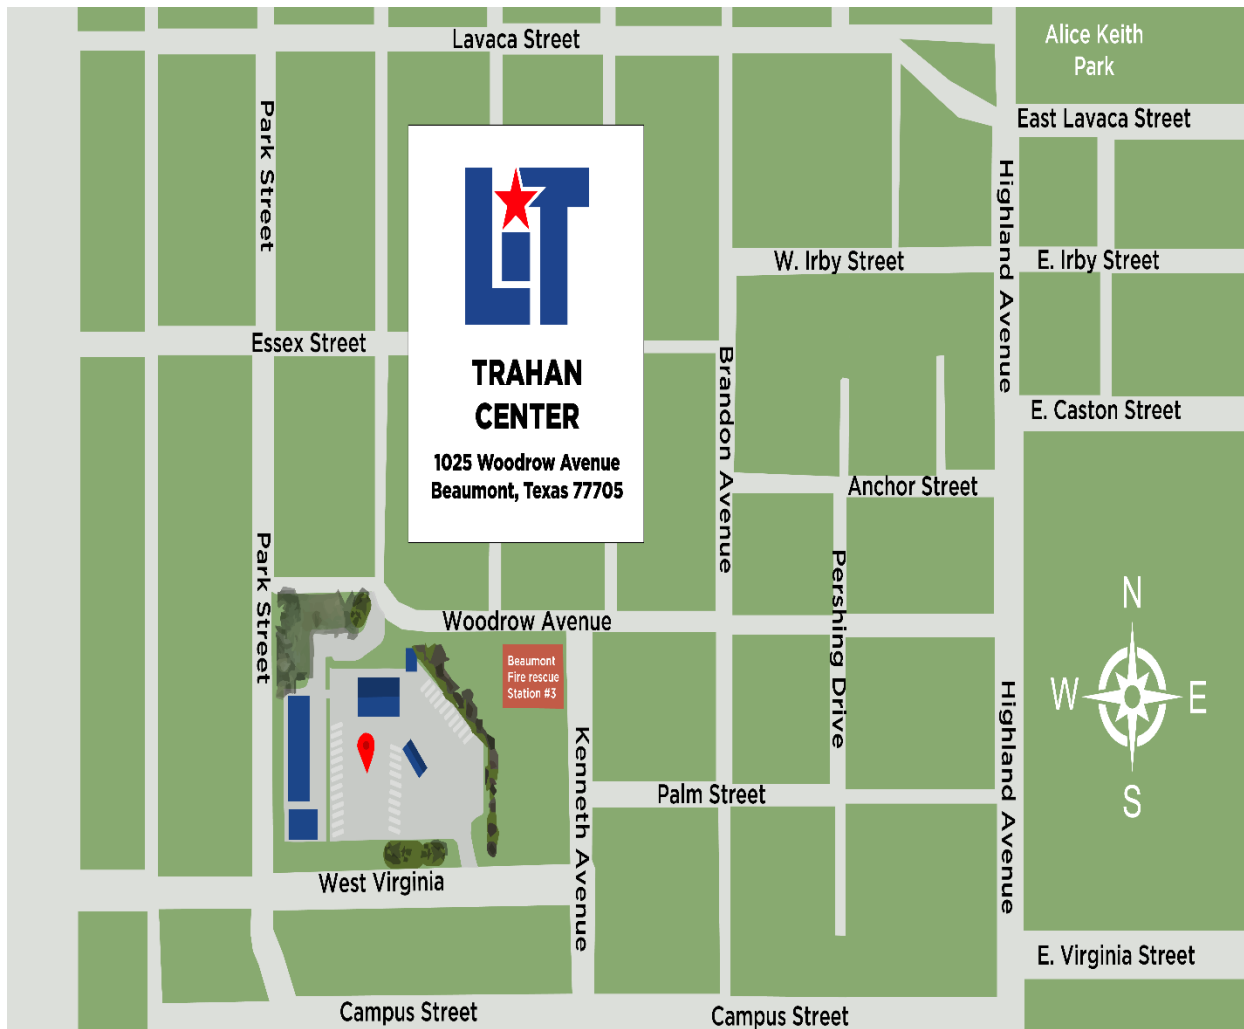 Lavaca Street
Alice Keith
Park
East Lavaca Street
Park Street
Highland Avenue
LIT
W. Irby Street
E. Irby Street
Essex Street
TRAHAN
CENTER
1025 Woodrow Avenue
Beaumont, Texas 77705
Brandon Avenue
E. Caston Street
Anchor Street
Park Street
Pershing Drive
N
W
E
S
Woodrow Avenue
Beaumont
Fire rescue
Station #3
Kenneth Avenue
Highland Avenue
Palm Street
West Virginia
E. Virginia Street
Campus Street
Campus Street